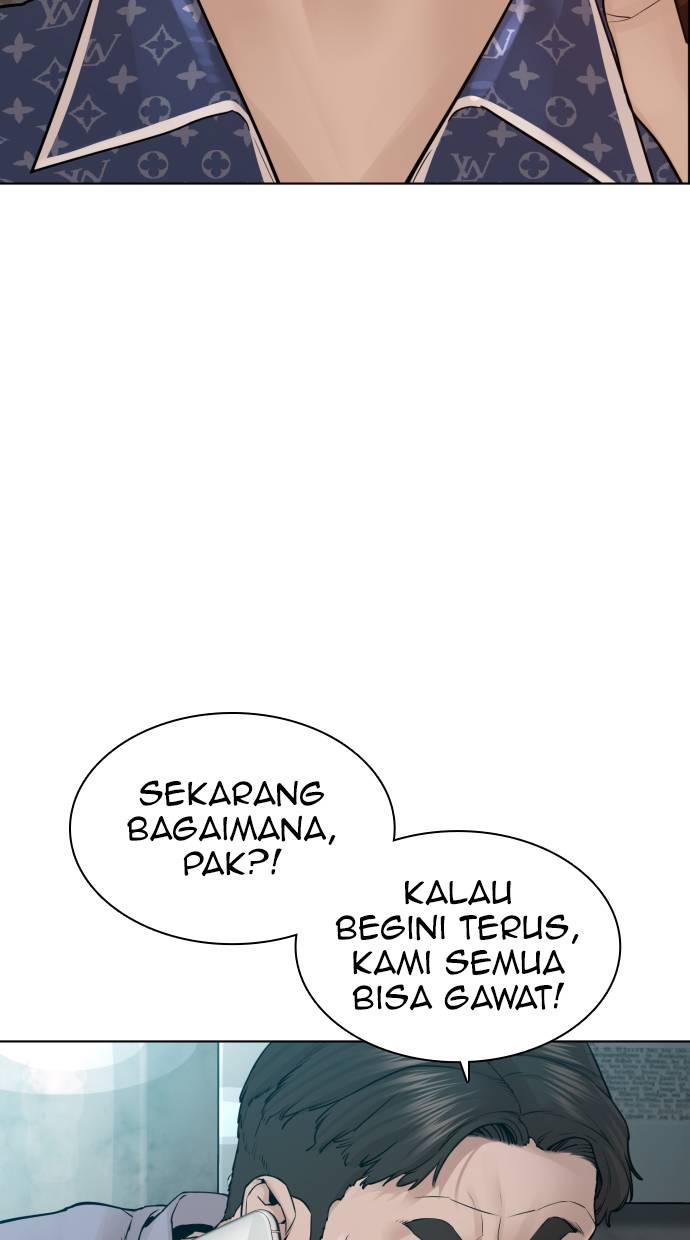 SEKARANG
BAGAIMANA,
PAK?!
KALAU
BEGINI TERUS,
KAMI SEMUA
BISA GAWAT!